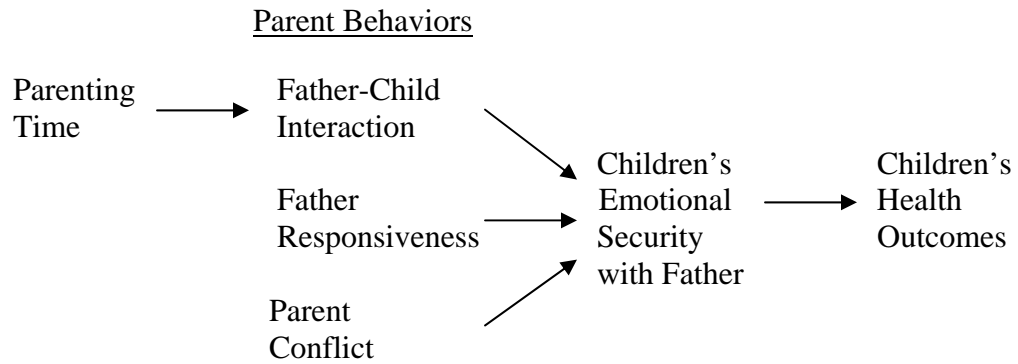 Parent Behaviors
Parenting
Time
Father-Child
Interaction
Father
Responsiveness
Parent
Conflict
Children’s
Emotional
Security
with Father
Children’s
Health
Outcomes